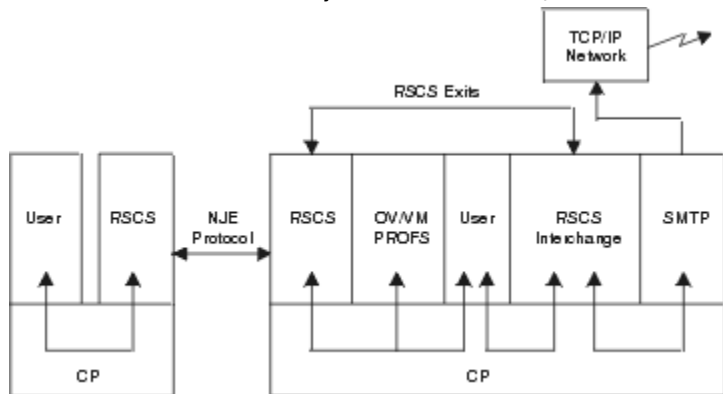 TCP/IP
Network
RSCS Exits
User
RSCS
NJE
Protocol
RSCS
OV/VM
PROFS
User
RSCS
Interchange
SMTP
CP
CP